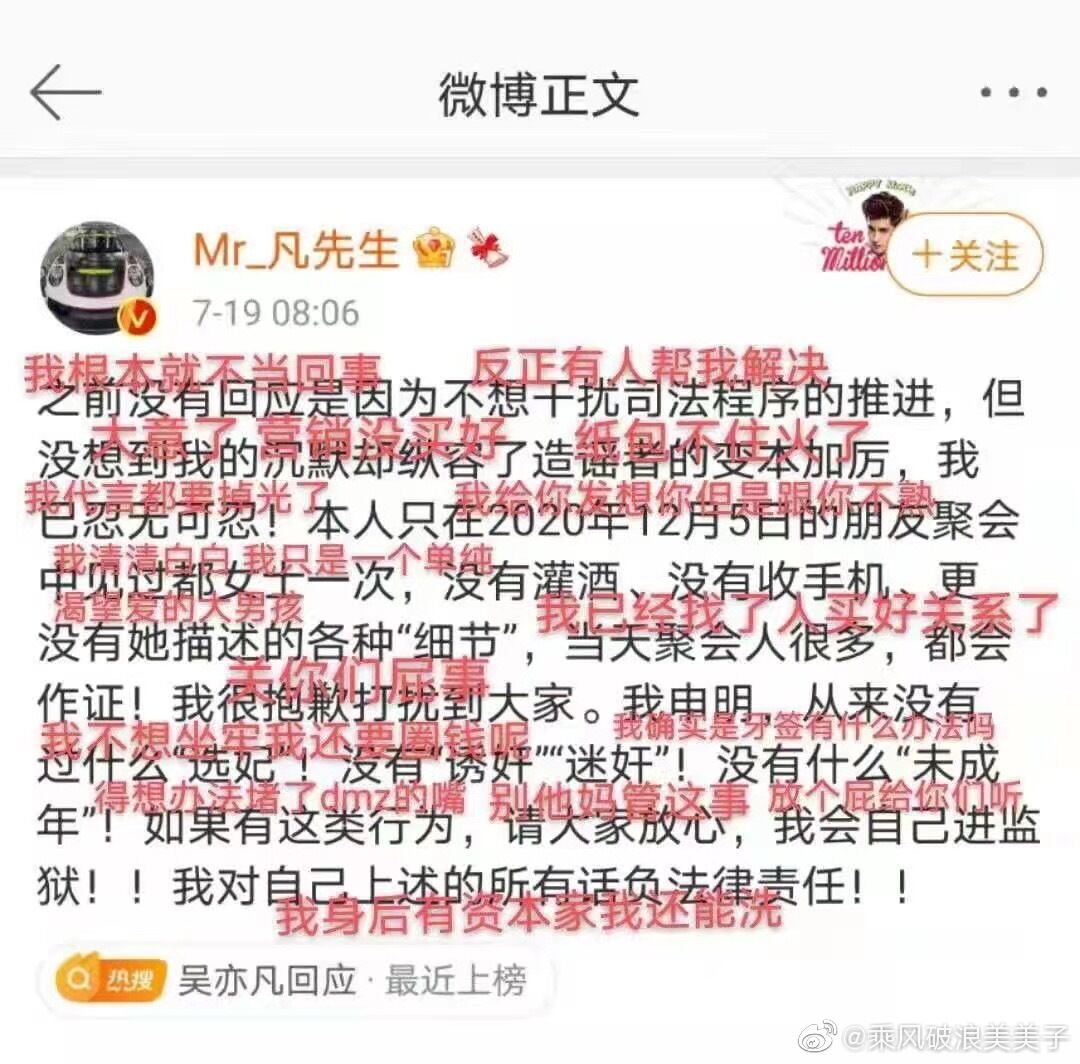 微博正文
HAPPY
ten
Million
Mr_凡先生
+关注
7-19 08:06
我根本就不当回事 反正有人帮我解决
之前没有回应是因为不想干扰司法程序的推进，但
大意了 营销没买好 纸包不住火了
没想到我的沉默却纵容了造谣者的变本加厉，我
我代言都要掉光了 我给你发想你但是跟你不熟
已忍无可忍！本人只在2020年12月5日的朋友聚会
我清清白白 我只是一个单纯
中见过都女士一次，没有灌酒、没有收手机、更
渴望爱的大男孩 我已经找了人买好关系了
没有她描述的各种“细节”，当天聚会人很多，都会
关你们屁事
作证！我很抱歉打扰到大家。我申明，从来没有
我不想坐牢我还要圈钱呢 我确实是牙签有什么办法吗
过什么“选妃”！没有“诱奸”“迷奸”！没有什么“未成
得想办法堵了dmz的嘴 别他妈管这事 放个屁给你们听
年”！如果有这类行为，请大家放心，我会自己进监
狱！！我对自己上述的所有话负法律责任！！
我身后有资本家我还能洗
热搜 吴亦凡回应·最近上榜
@乘风破浪美美子